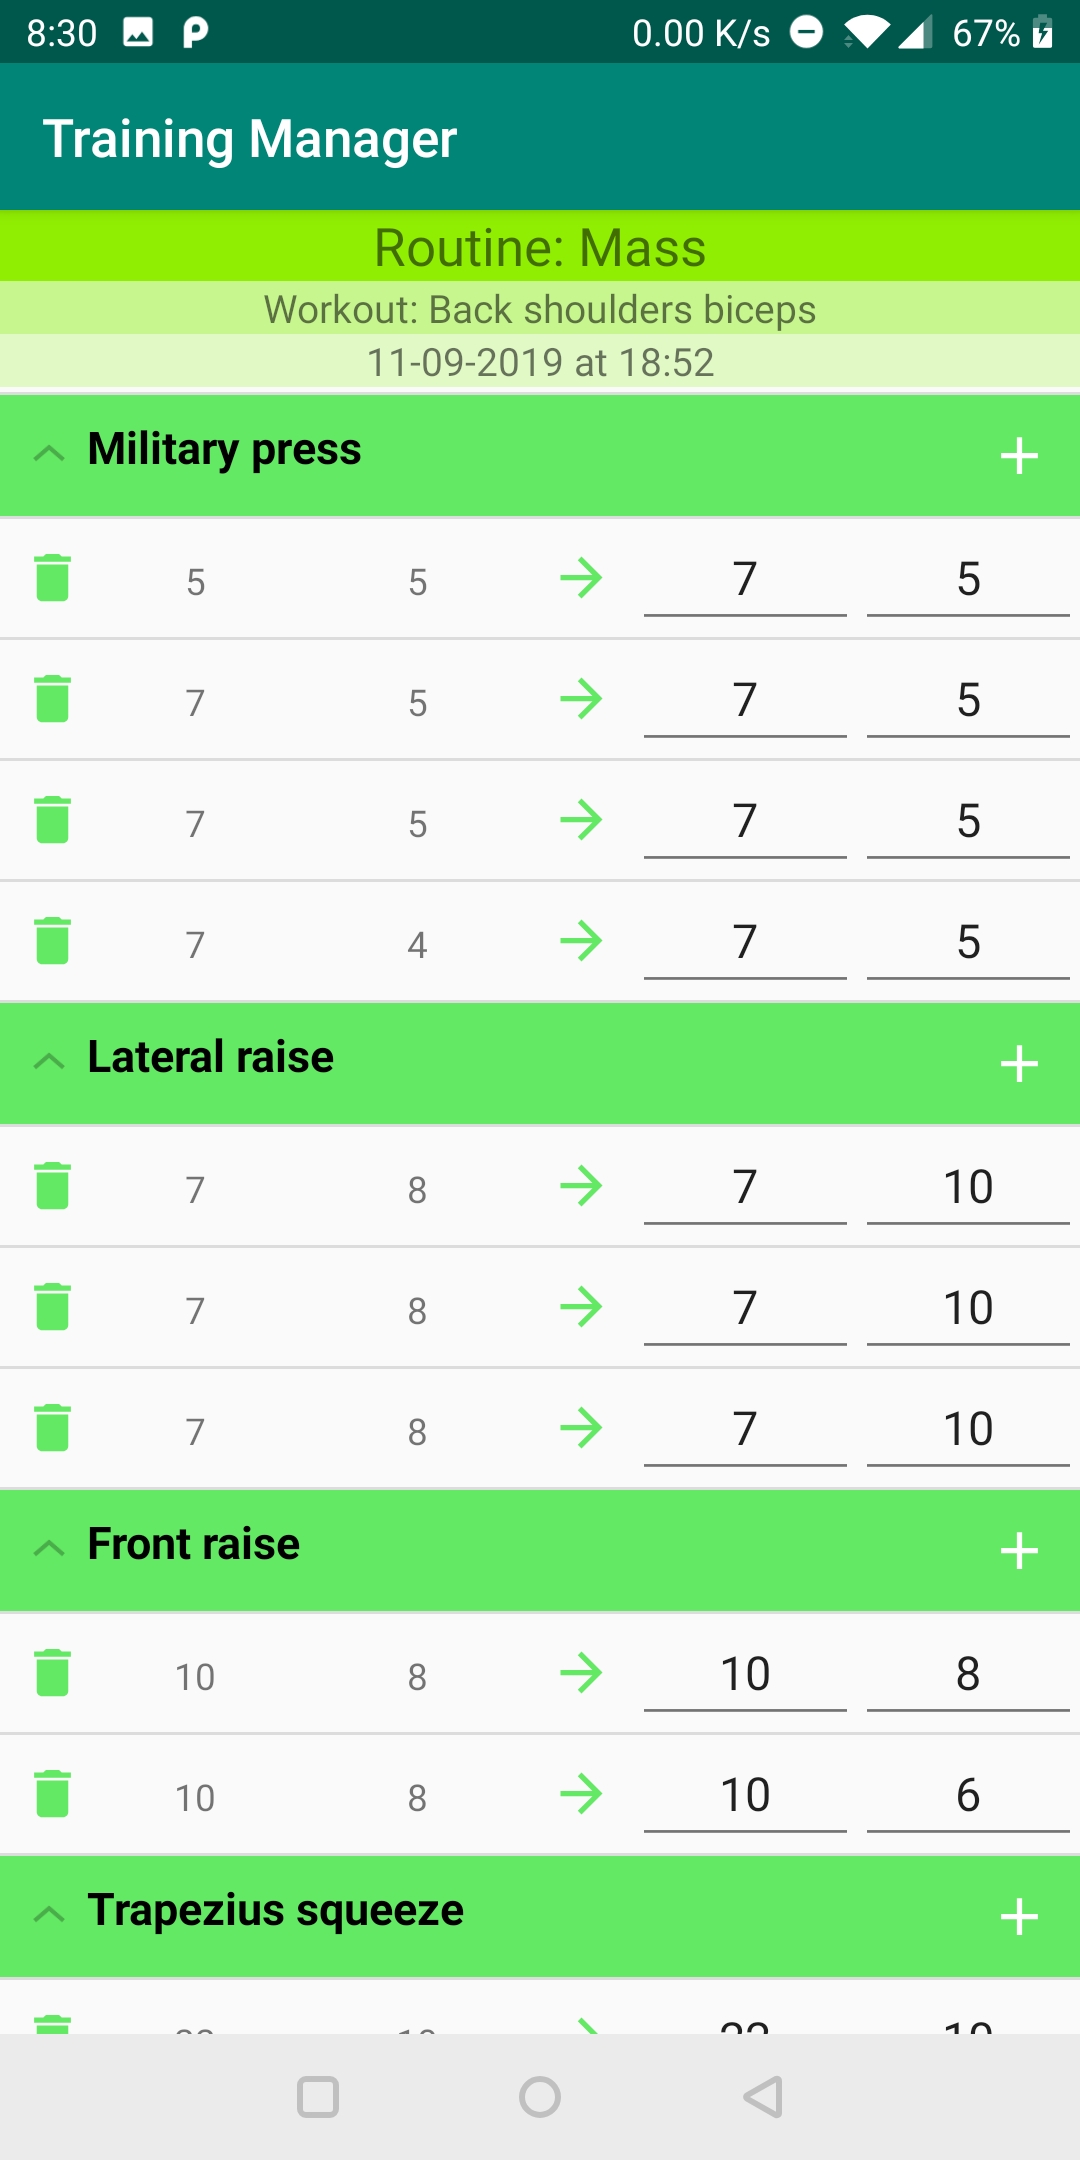 8:30 0.00 K/s 67%
Training Manager
Routine: Mass
Workout: Back shoulders biceps
11-09-2019 at 18:52
Military press
5 5 7 5
7 5 7 5
7 5 7 5
7 4 7 5
Lateral raise
7 8 7 10
7 8 7 10
7 8 7 10
Front raise
10 8 10 8
10 8 10 6
Trapezius squeeze